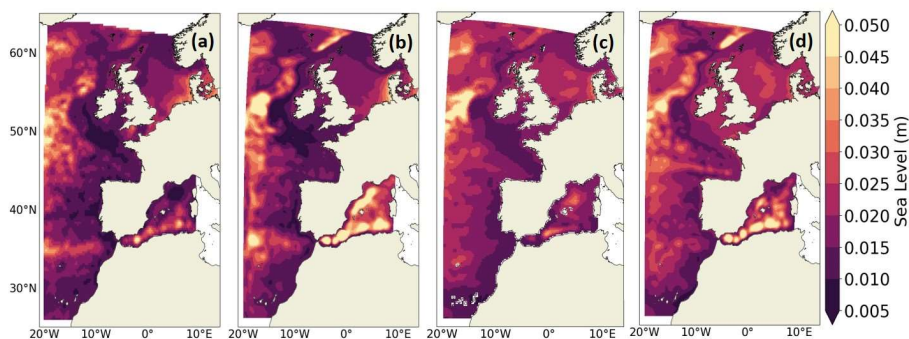 (a)
(b)
(c)
(d)
60°N
50°N
40°N
30°N
20°W 10°W 0° 10°E
20°W 10°W 0° 10°E
20°W 10°W 0° 10°E
20°W 10°W 0° 10°E
0.050
0.045
0.040
0.035
0.030
0.025
0.020
0.015
0.010
0.005
Sea Level (m)